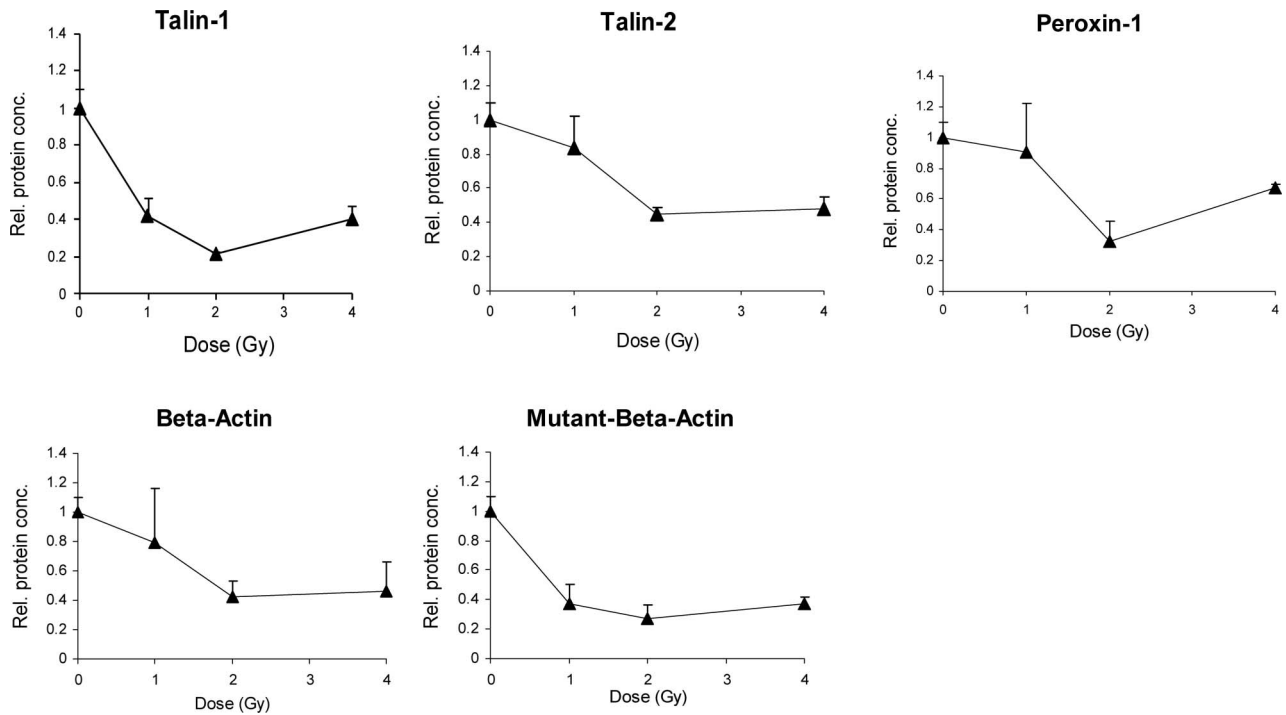 Talin-1
Rel. protein conc.
1.4
1.2
1
0.8
0.6
0.4
0.2
0
0 1 2 3 4
Dose (Gy)
Talin-2
Rel. protein conc.
1.4
1.2
1
0.8
0.6
0.4
0.2
0
0 1 2 3 4
Dose (Gy)
Peroxin-1
Rel. protein conc.
1.4
1.2
1
0.8
0.6
0.4
0.2
0
0 1 2 3 4
Dose (Gy)
Beta-Actin
Rel. protein conc.
1.4
1.2
1
0.8
0.6
0.4
0.2
0
0 1 2 3 4
Dose (Gy)
Mutant-Beta-Actin
Rel. protein conc.
1.4
1.2
1
0.8
0.6
0.4
0.2
0
0 1 2 3 4
Dose (Gy)